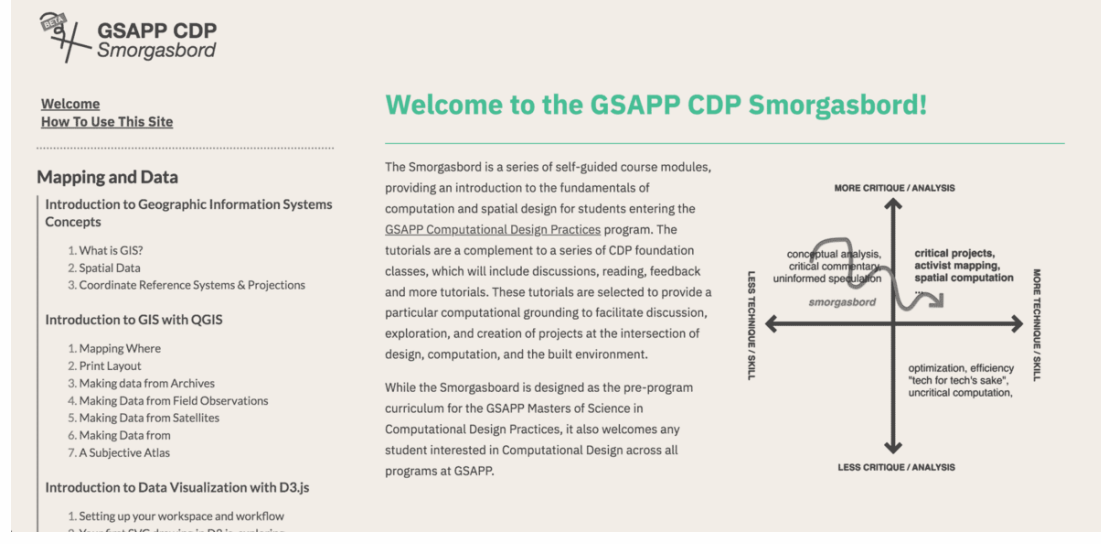 BETA
GSAPP CDP
Smorgasbord
Welcome
How To Use This Site
Mapping and Data
Introduction to Geographic Information Systems
Concepts
1. What is GIS?
2. Spatial Data
3. Coordinate Reference Systems & Projections
Introduction to GIS with QGIS
1. Mapping Where
2. Print Layout
3. Making data from Archives
4. Making Data from Field Observations
5. Making Data from Satellites
6. Making Data from
7. A Subjective Atlas
Introduction to Data Visualization with D3.js
1. Setting up your workspace and workflow
Welcome to the GSAPP CDP Smorgasbord!
The Smorgasbord is a series of self-guided course modules,
providing an introduction to the fundamentals of
computation and spatial design for students entering the
GSAPP Computational Design Practices program. The
tutorials are a complement to a series of CDP foundation
classes, which will include discussions, reading, feedback
and more tutorials. These tutorials are selected to provide a
particular computational grounding to facilitate discussion,
exploration, and creation of projects at the intersection of
design, computation, and the built environment.
While the Smorgasboard is designed as the pre-program
curriculum for the GSAPP Masters of Science in
Computational Design Practices, it also welcomes any
student interested in Computational Design across all
programs at GSAPP.
MORE CRITIQUE / ANALYSIS
conceptual analysis,
critical commentary,
uninformed speculation
smorgasbord
critical projects,
activist mapping,
spatial computation
...
LESS TECHNIQUE / SKILL
MORE TECHNIQUE / SKILL
optimization, efficiency
"tech for tech's sake",
uncritical computation,
LESS CRITIQUE / ANALYSIS